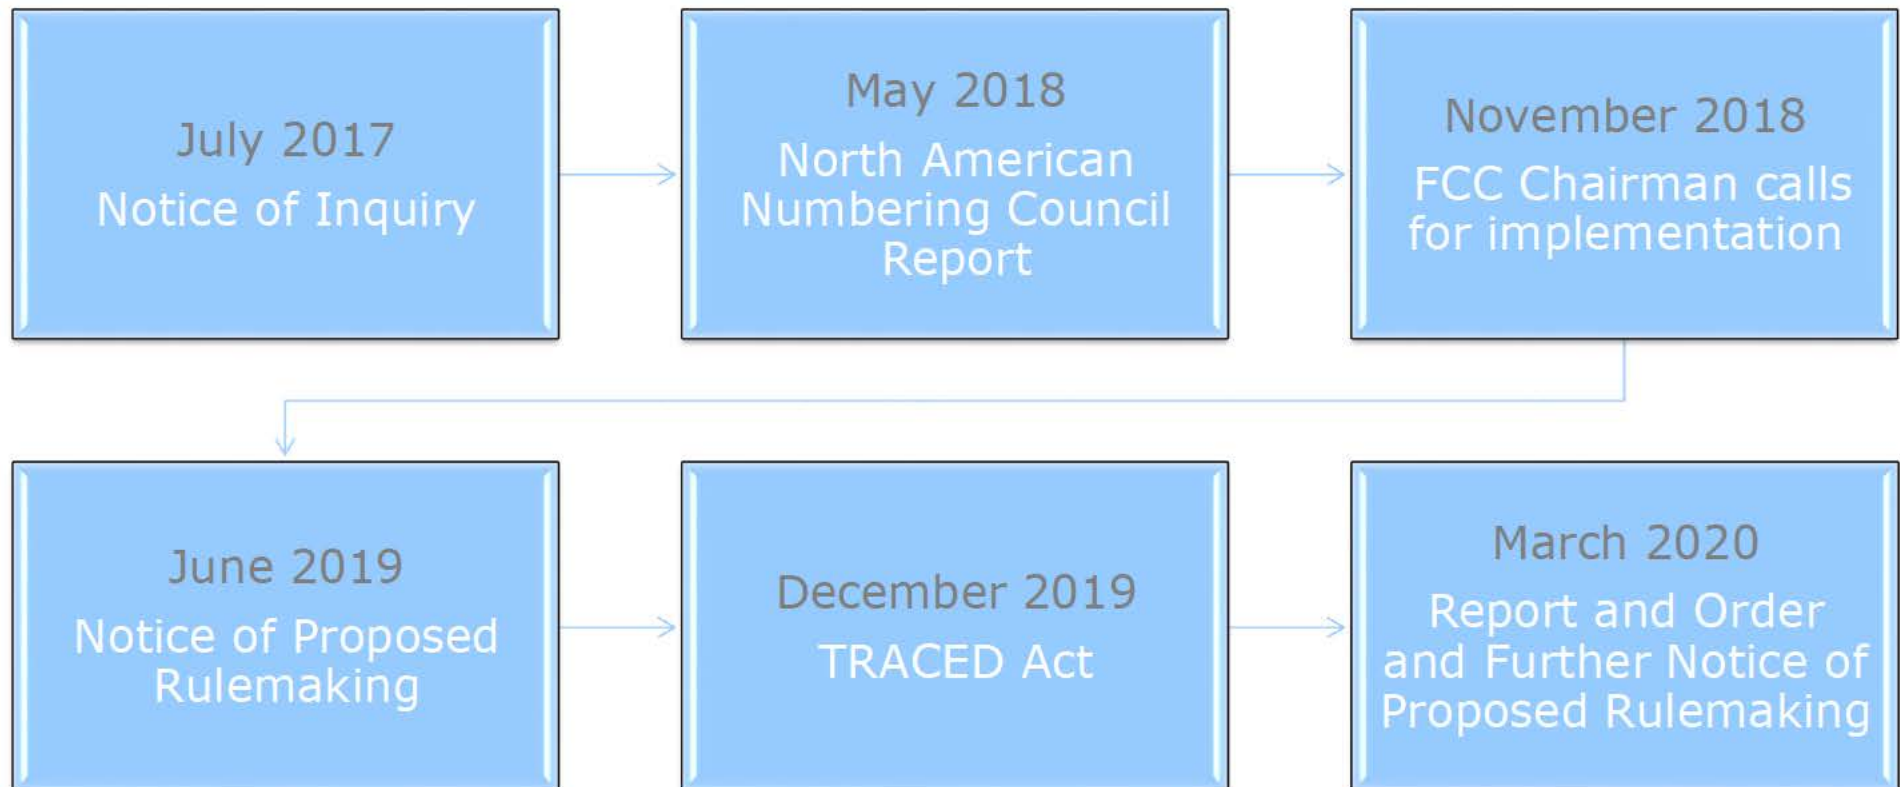 July 2017
Notice of Inquiry
May 2018
North American
Numbering Council
Report
November 2018
FCC Chairman calls
for implementation
June 2019
Notice of Proposed
Rulemaking
December 2019
TRACED Act
March 2020
Report and Order
and Further Notice of
Proposed Rulemaking